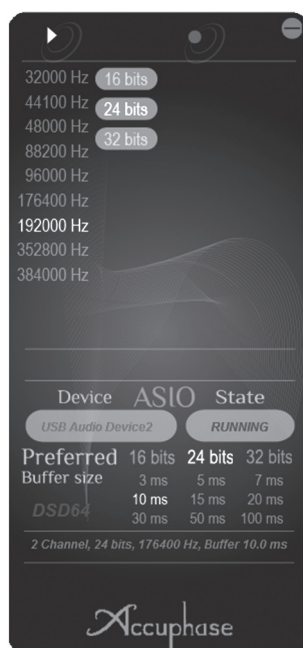 32000 Hz 16 bits
44100 Hz 24 bits
48000 Hz 32 bits
88200 Hz
96000 Hz
176400 Hz
192000 Hz
352800 Hz
384000 Hz
Device ASIO State
USB Audio Device2 RUNNING
Preferred 16 bits 24 bits 32 bits
Buffer size 3 ms 5 ms 7 ms
10 ms 15 ms 20 ms
DSD64
30 ms 50 ms 100 ms
2 Channel, 24 bits, 176400 Hz, Buffer 10.0 ms
Accuphase